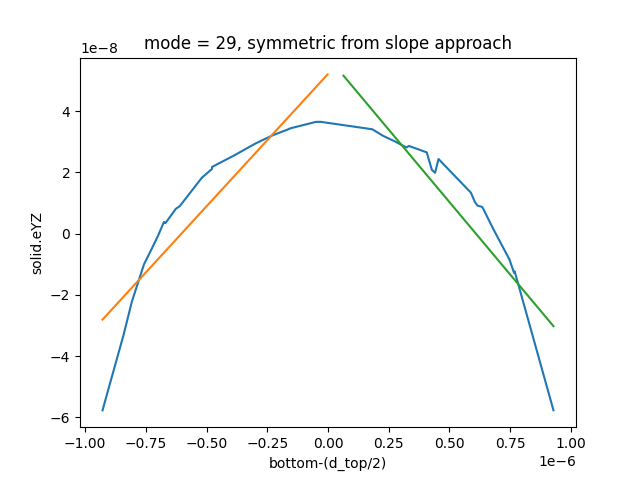 mode = 29, symmetric from slope approach
1e−8
solid.eYZ
4
2
0
−2
−4
−6
−1.00 −0.75 −0.50 −0.25 0.00 0.25 0.50 0.75 1.00
bottom-(d_top/2)
1e−6